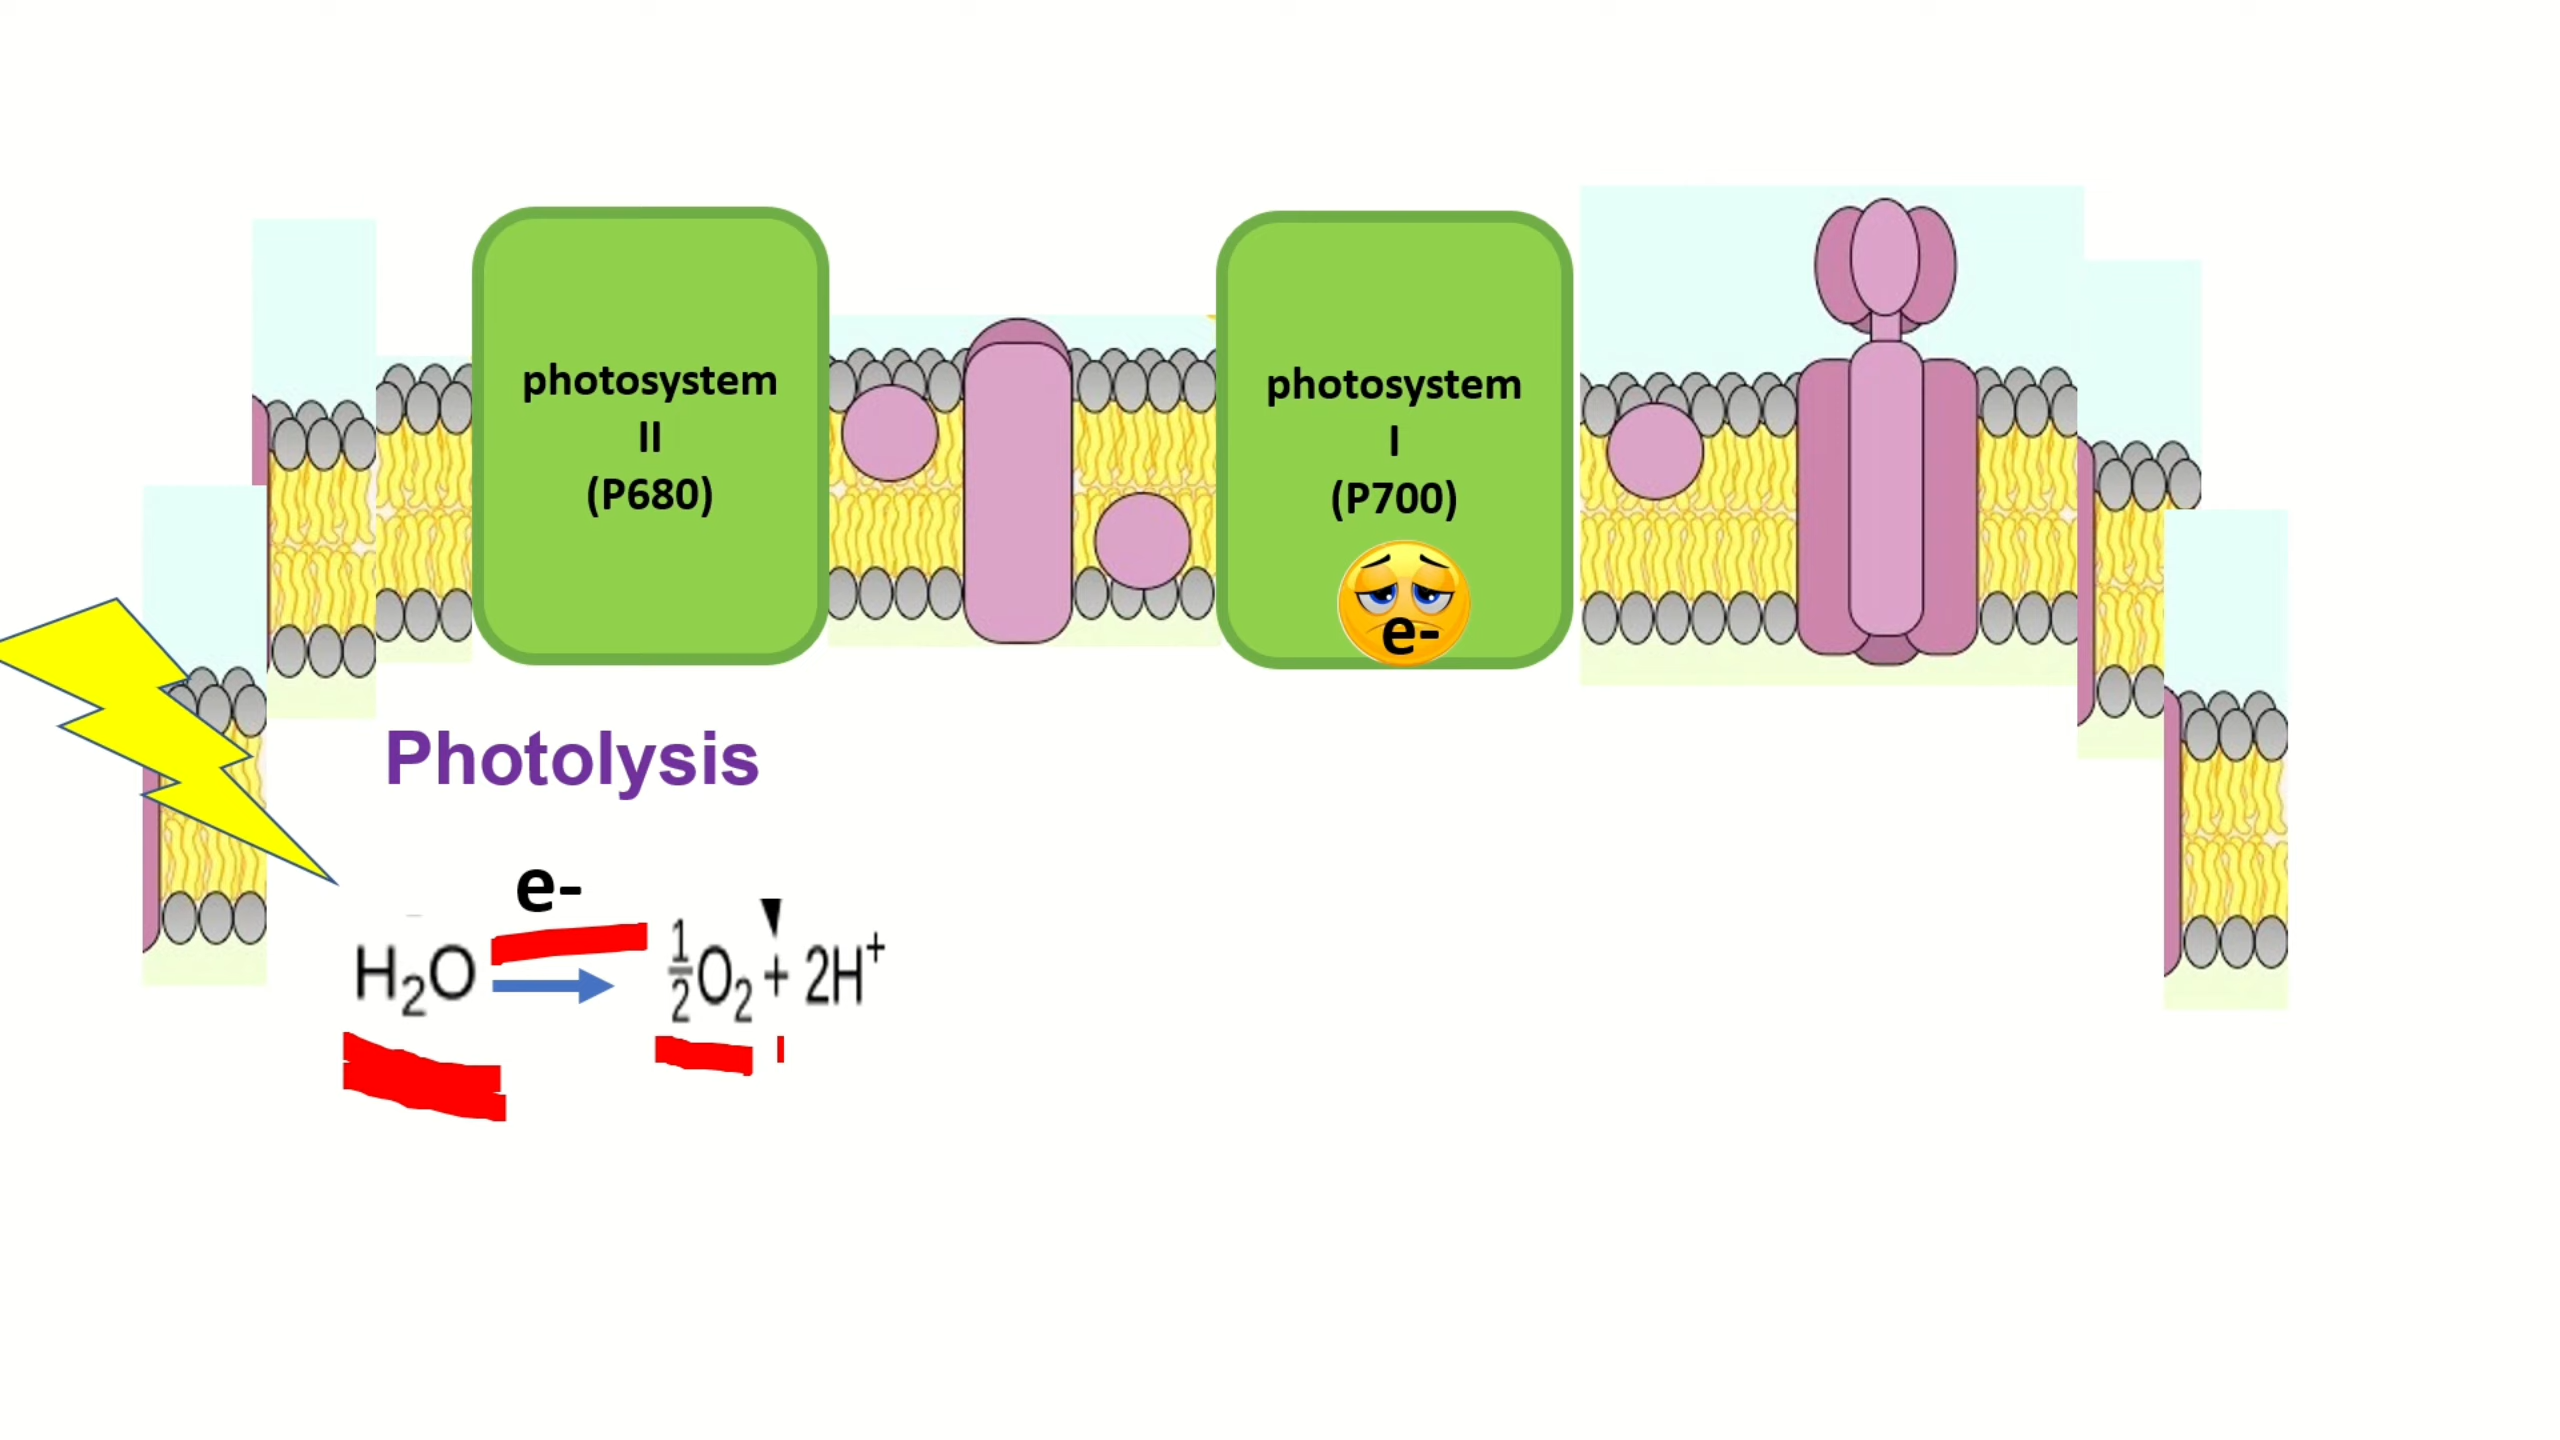 photosystem
II
(P680)
photosystem
I
(P700)
e-
Photolysis
e-
H₂O → ½O₂ + 2H⁺